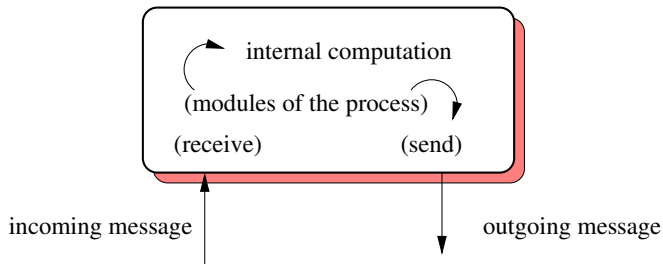 internal computation
(modules of the process)
(receive) (send)
incoming message outgoing message